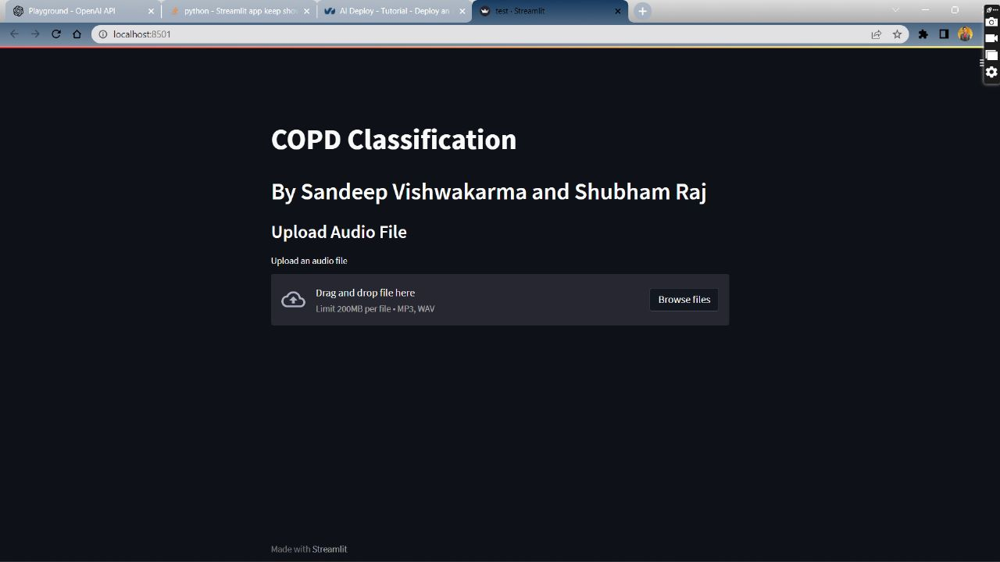 Playground - OpenAI API
python - Streamlit app keep sho
AI Deploy - Tutorial - Deploy an
test · Streamlit
localhost:8501
COPD Classification
By Sandeep Vishwakarma and Shubham Raj
Upload Audio File
Upload an audio file
Drag and drop file here
Limit 200MB per file • MP3, WAV
Browse files
Made with Streamlit